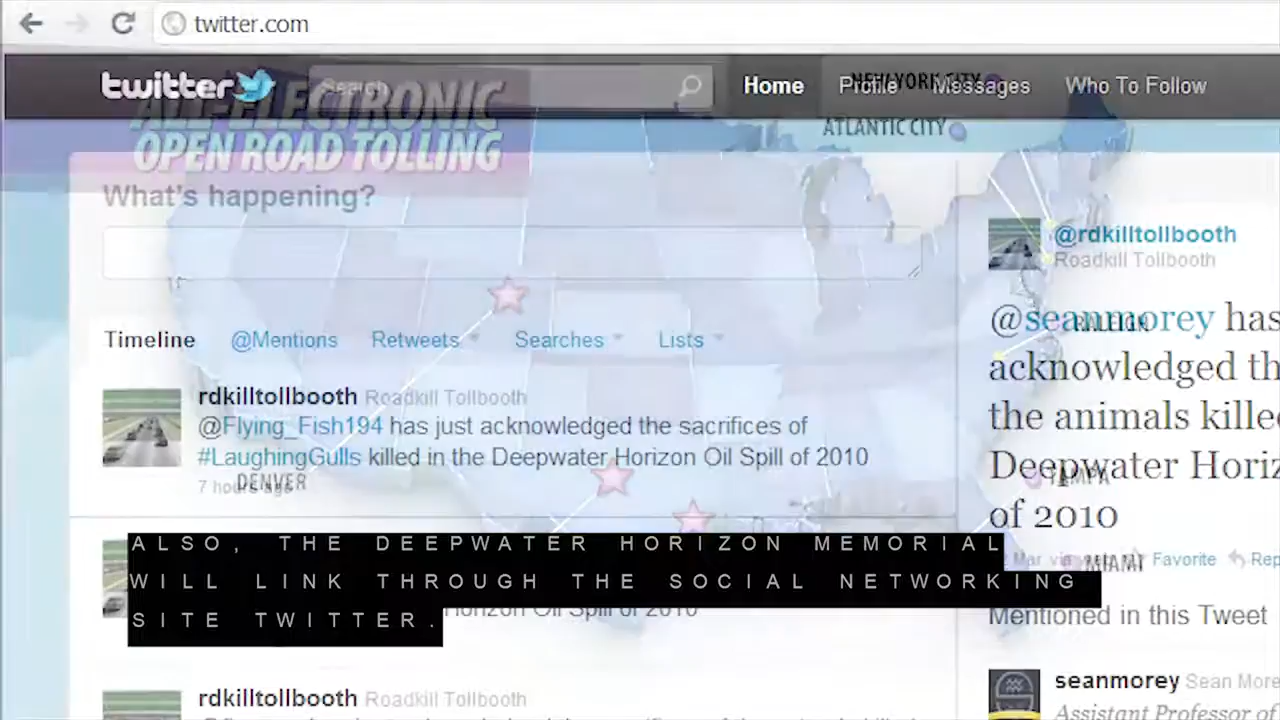 twitter.com
twitter Search Home Profile Messages Who To Follow
NEW YORK CITY
ALL-ELECTRONIC
OPEN ROAD TOLLING
ATLANTIC CITY
What's happening?
@rdkilltollbooth
Roadkill Tollbooth
@seanmorey has
acknowledged th
the animals kille
Deepwater Horiz
of 2010
RALEIGH
TAMPA
MIAMI
Timeline @Mentions Retweets Searches Lists
rdkilltollbooth Roadkill Tollbooth
@Flying_Fish194 has just acknowledged the sacrifices of
#LaughingGulls killed in the Deepwater Horizon Oil Spill of 2010
7 hours ago
DENVER
ALSO, THE DEEPWATER HORIZON MEMORIAL
WILL LINK THROUGH THE SOCIAL NETWORKING
SITE TWITTER.
Horizon Oil Spill of 2010
Favorite Rep
Mentioned in this Tweet
rdkilltollbooth Roadkill Tollbooth
seanmorey Sean More
Assistant Professor of